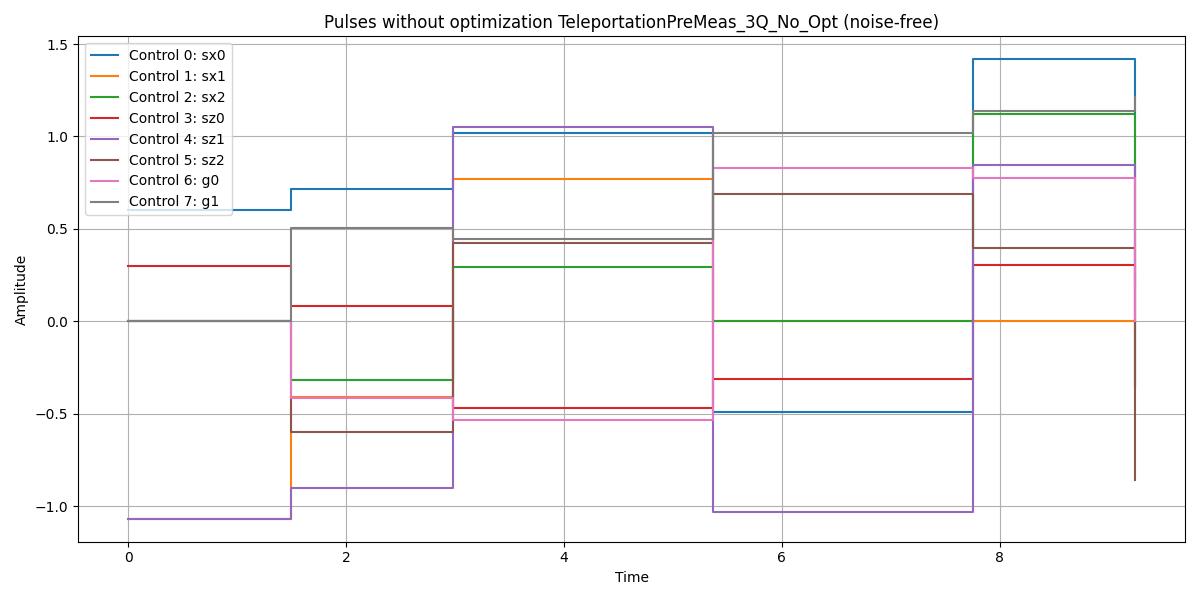 Pulses without optimization TeleportationPreMeas_3Q_No_Opt (noise-free)
1.5
1.0
0.5
0.0
−0.5
−1.0
Amplitude
Control 0: sx0
Control 1: sx1
Control 2: sx2
Control 3: sz0
Control 4: sz1
Control 5: sz2
Control 6: g0
Control 7: g1
0 2 4 6 8
Time